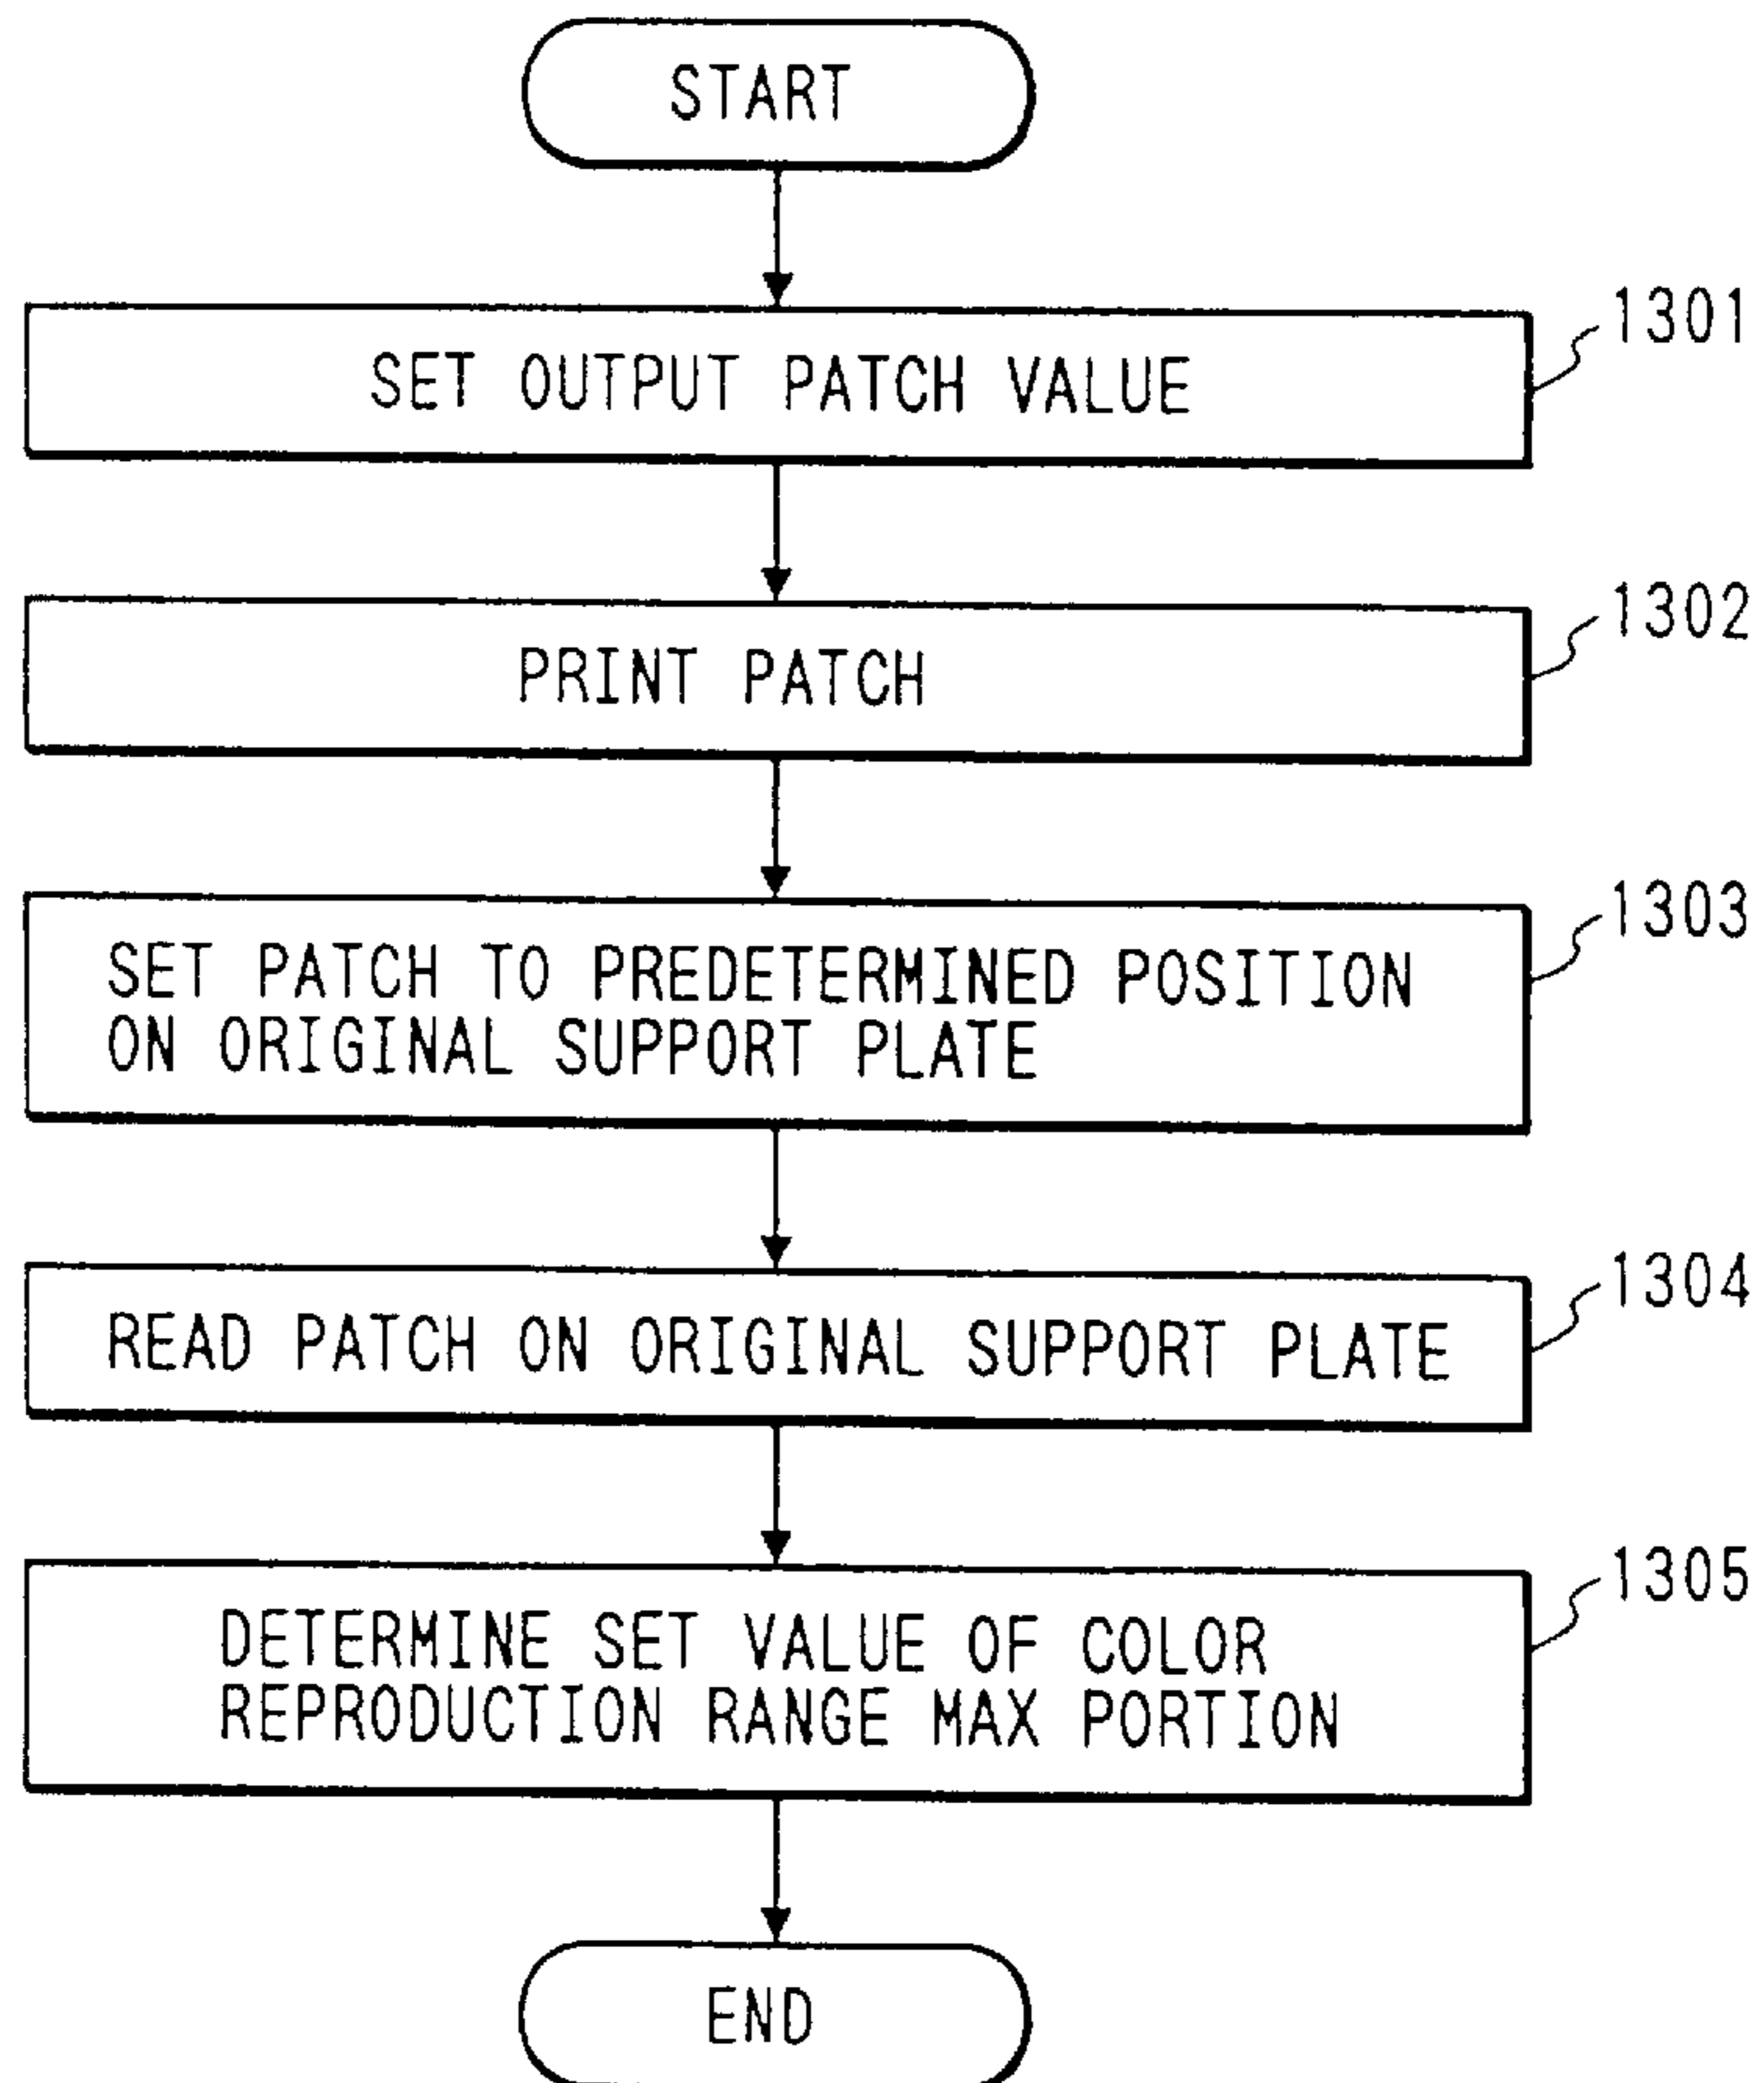 START
1301
SET OUTPUT PATCH VALUE
1302
PRINT PATCH
1303
SET PATCH TO PREDETERMINED POSITION
ON ORIGINAL SUPPORT PLATE
1304
READ PATCH ON ORIGINAL SUPPORT PLATE
1305
DETERMINE SET VALUE OF COLOR
REPRODUCTION RANGE MAX PORTION
END